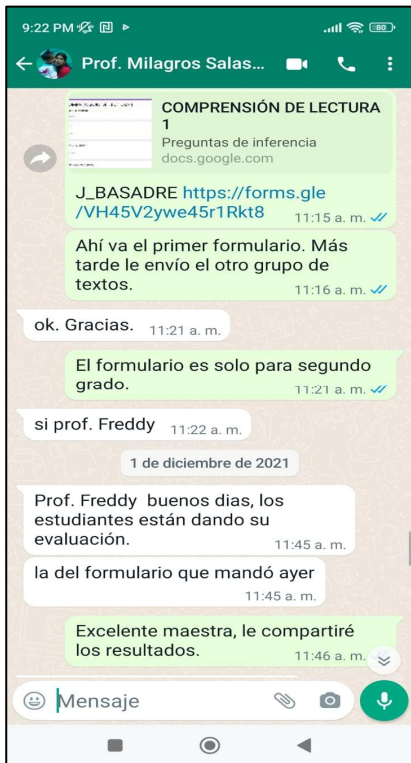 9:22 PM
80
Prof. Milagros Salas...
COMPRENSIÓN DE LECTURA
1
Preguntas de inferencia
docs.google.com
J_BASADRE https://forms.gle
/VH45V2ywe45r1Rkt8 11:15 a. m.
Ahí va el primer formulario. Más
tarde le envío el otro grupo de
textos. 11:16 a. m.
ok. Gracias. 11:21 a. m.
El formulario es solo para segundo
grado. 11:21 a. m.
si prof. Freddy 11:22 a. m.
1 de diciembre de 2021
Prof. Freddy buenos dias, los
estudiantes están dando su
evaluación. 11:45 a. m.
la del formulario que mandó ayer
11:45 a. m.
Excelente maestra, le compartiré
los resultados. 11:46 a. m.
Mensaje